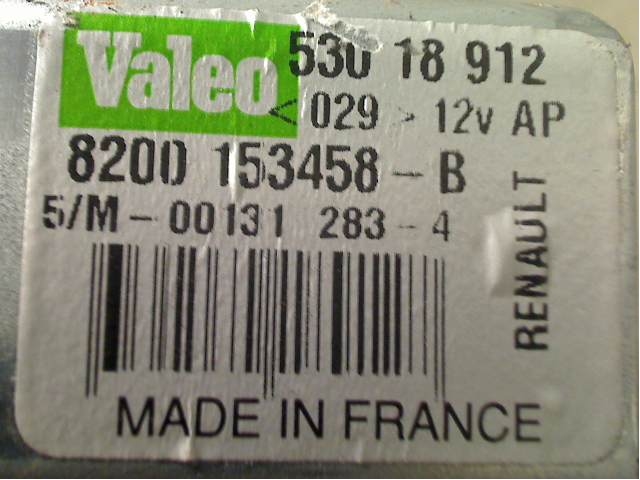 Valeo 530 18 912
<029> 12v AP
8200 153458-B
5/M-00131 283-4
RENAULT
MADE IN FRANCE